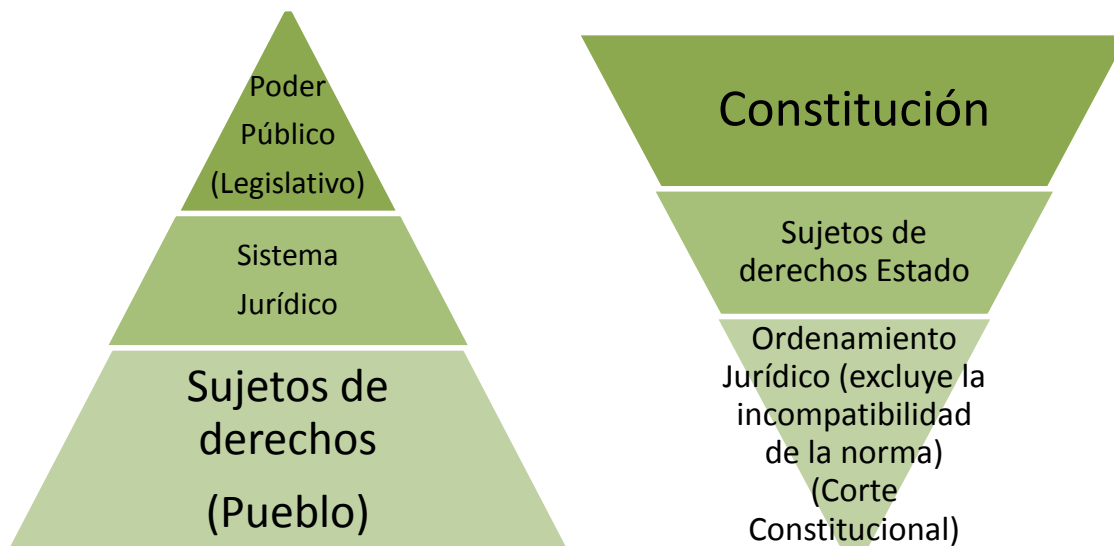 Poder
Público
(Legislativo)
Sistema
Jurídico
Sujetos de
derechos
(Pueblo)
Constitución
Sujetos de
derechos Estado
Ordenamiento
Jurídico (excluye la
incompatibilidad
de la norma)
(Corte
Constitucional)